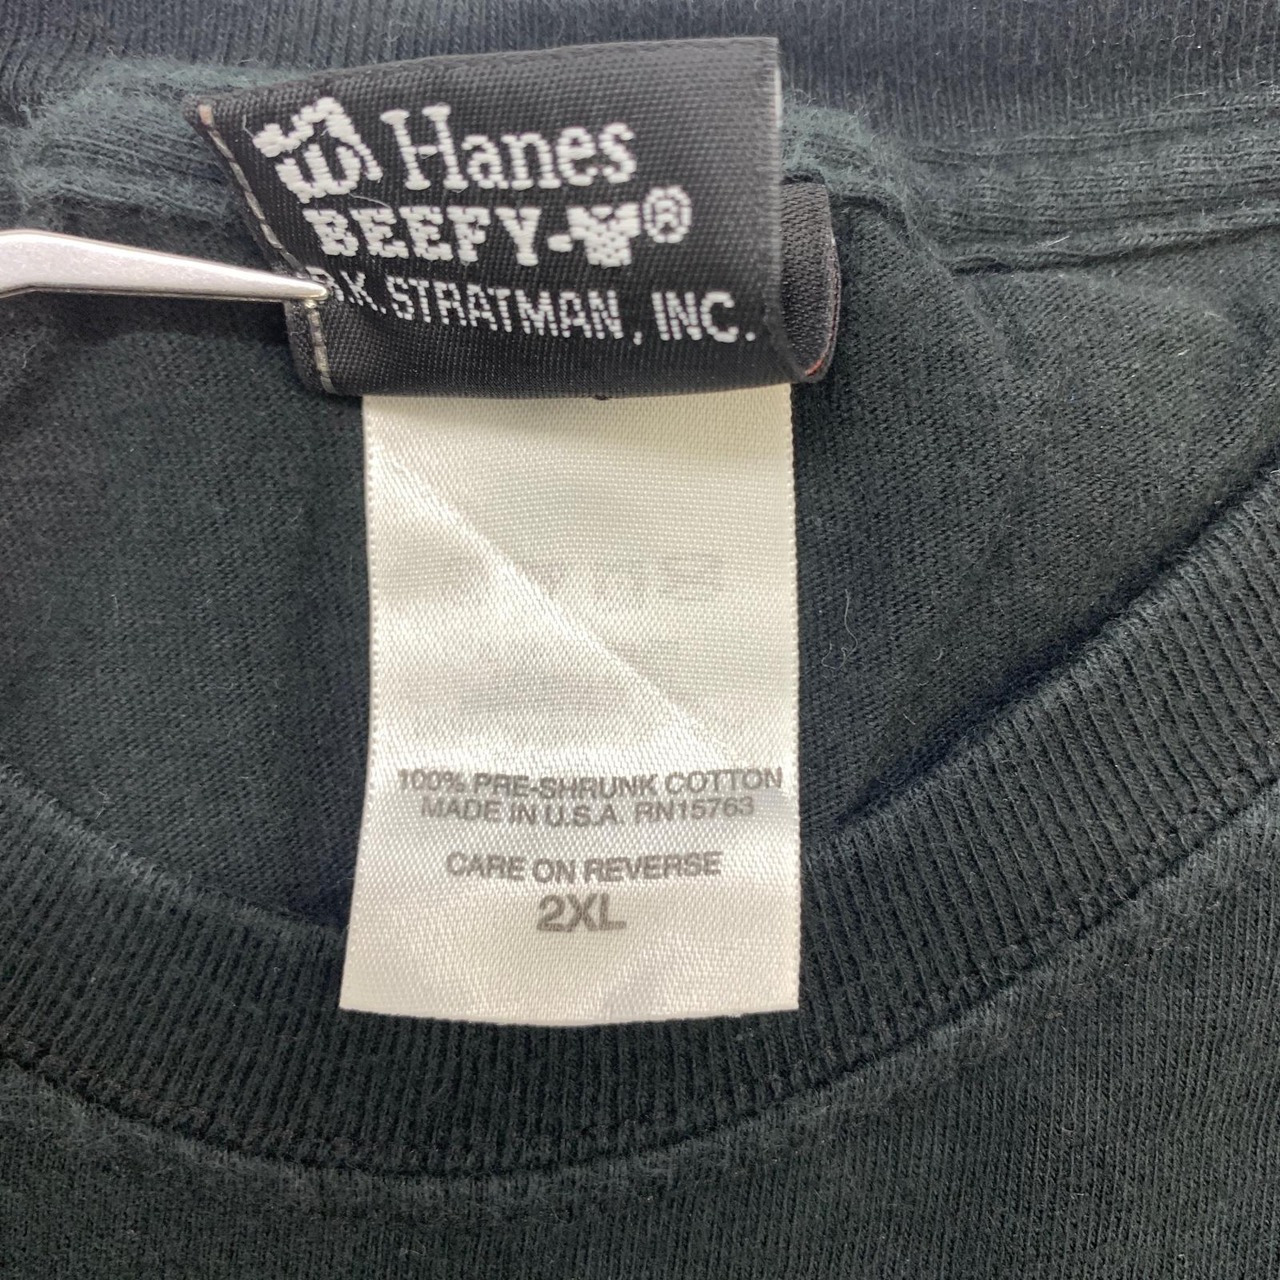 Hanes
BEEFY-®
R.K. STRATMAN, INC.
100% PRE-SHRUNK COTTON
MADE IN U.S.A. RN15763
CARE ON REVERSE
2XL